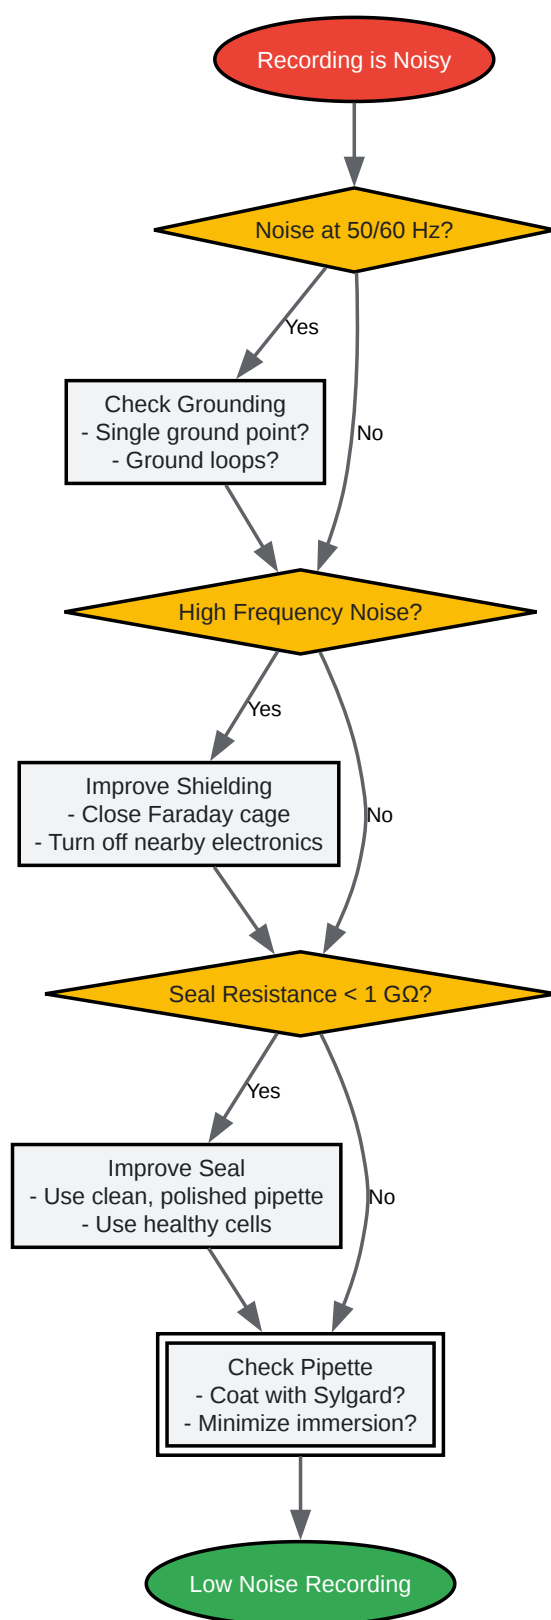 Recording is Noisy
Noise at 50/60 Hz?
Yes
Check Grounding
- Single ground point?
- Ground loops?
No
High Frequency Noise?
Yes
Improve Shielding
- Close Faraday cage
- Turn off nearby electronics
No
Seal Resistance < 1 GΩ?
Yes
Improve Seal
- Use clean, polished pipette
- Use healthy cells
No
Check Pipette
- Coat with Sylgard?
- Minimize immersion?
Low Noise Recording